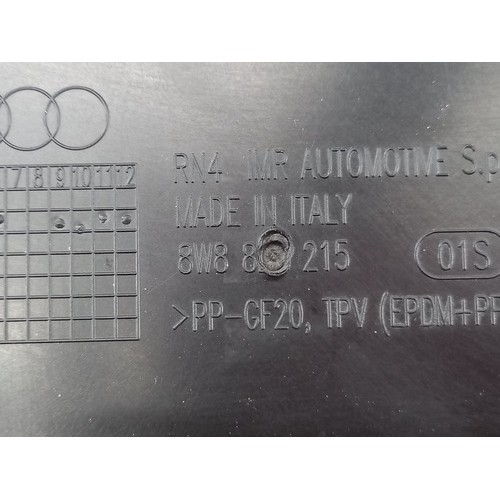 7 8 9 10 11 12
RN4 IMR AUTOMOTIVE S.p
MADE IN ITALY
8W8 8 215
01S
>PP-GF20, TPV (EPDM+PP